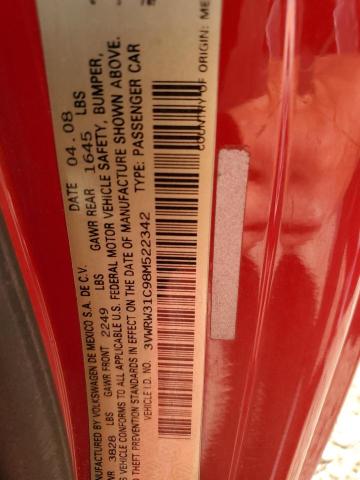 MANUFACTURED BY VOLKSWAGEN DE MEXICO S.A. DE C.V. DATE 04.08
3828 LBS GAWR FRONT 2249 LBS GAWR REAR 1645 LBS
VEHICLE CONFORMS TO ALL APPLICABLE U.S. FEDERAL MOTOR VEHICLE SAFETY, BUMPER,
THEFT PREVENTION STANDARDS IN EFFECT ON THE DATE OF MANUFACTURE SHOWN ABOVE.
VEHICLE I.D. NO. 3VWRW31C98M522342 TYPE: PASSENGER CAR
COUNTRY OF ORIGIN: ME